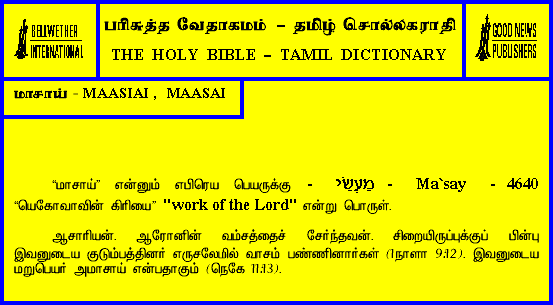 BELLWETHER
INTERNATIONAL
பரிசுத்த வேதாகமம் – தமிழ் சொல்லகராதி
THE HOLY BIBLE – TAMIL DICTIONARY
GOOD NEWS
PUBLISHERS
மாசாய் - MAASIAI , MAASAI
“மாசாய்” என்னும் எபிரெய பெயருக்கு - מַעְשַׂי - Ma`say - 4640
“யெகோவாவின் கிரியை” "work of the Lord" என்று பொருள்.
ஆசாரியன். ஆரோனின் வம்சத்தைச் சேர்ந்தவன். சிறையிருப்புக்குப் பின்பு
இவனுடைய குடும்பத்தினர் எருசலேமில் வாசம் பண்ணினார்கள் (1நாளா 9:12). இவனுடைய
மறுபெயர் அமாசாய் என்பதாகும் (நெகே 11:13).